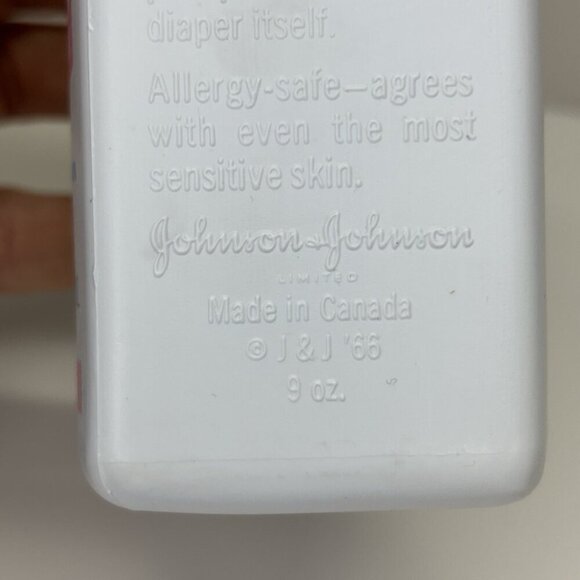 diaper itself.
Allergy-safe—agrees
with even the most
sensitive skin.
Johnson & Johnson
LIMITED
Made in Canada
© J & J '66
9 oz.